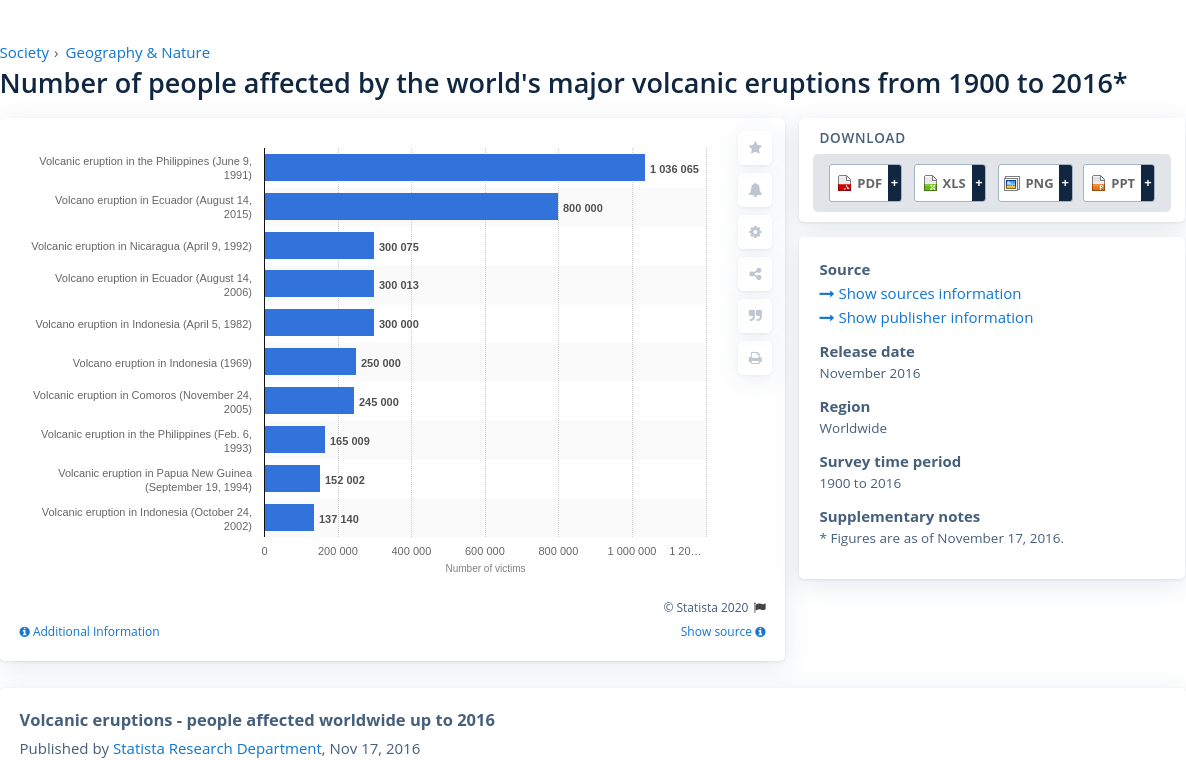 Society › Geography & Nature
Number of people affected by the world's major volcanic eruptions from 1900 to 2016*
Volcanic eruption in the Philippines (June 9,
1991)
1 036 065
Volcano eruption in Ecuador (August 14,
2015)
800 000
Volcanic eruption in Nicaragua (April 9, 1992)
300 075
Volcano eruption in Ecuador (August 14,
2006)
300 013
Volcano eruption in Indonesia (April 5, 1982)
300 000
Volcano eruption in Indonesia (1969)
250 000
Volcano eruption in Comoros (November 24,
2005)
245 000
Volcanic eruption in the Philippines (Feb. 6,
1993)
165 009
Volcanic eruption in Papua New Guinea
(September 19, 1994)
152 002
Volcanic eruption in Indonesia (October 24,
2002)
137 140
0 200 000 400 000 600 000 800 000 1 000 000 1 20…
Number of victims
© Statista 2020
Additional Information
Show source
DOWNLOAD
PDF + XLS + PNG + PPT +
Source
Show sources information
Show publisher information
Release date
November 2016
Region
Worldwide
Survey time period
1900 to 2016
Supplementary notes
* Figures are as of November 17, 2016.
Volcanic eruptions - people affected worldwide up to 2016
Published by Statista Research Department, Nov 17, 2016